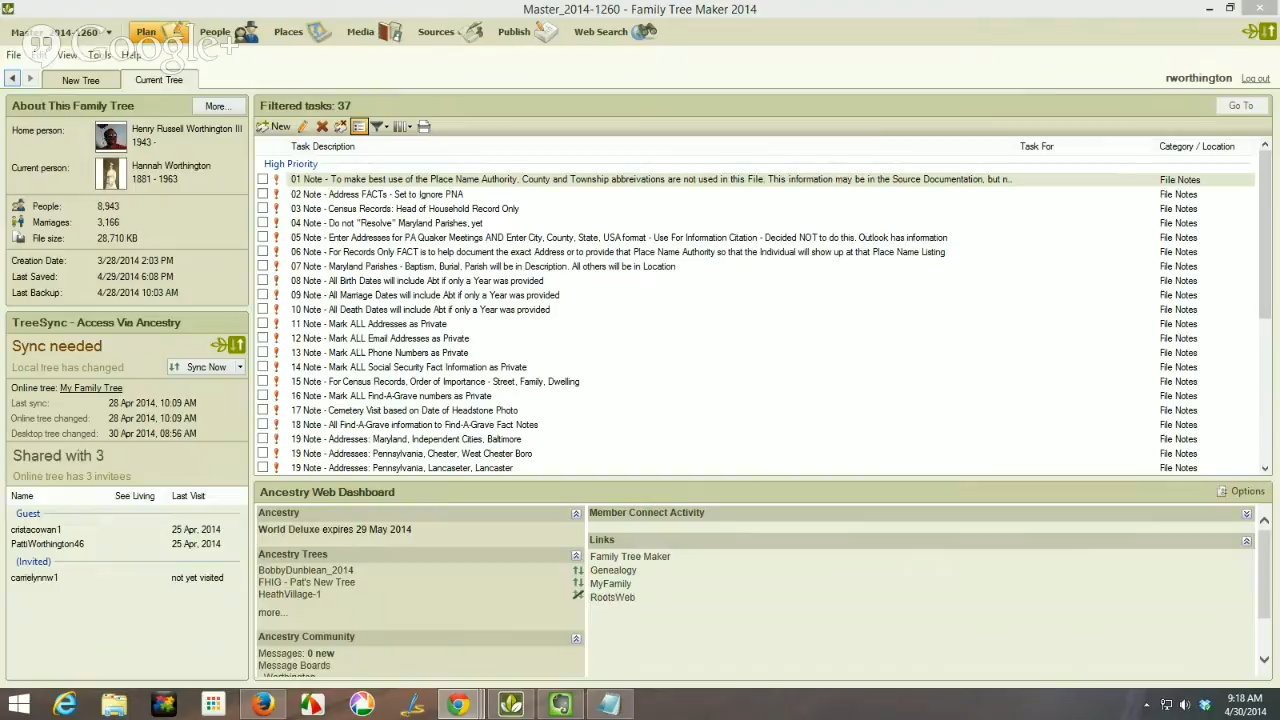 Master_2014-1260 - Family Tree Maker 2014
Master_2014-1260 Plan People Places Media Sources Publish Web Search
Google+
File Edit View Tools Help
New Tree Current Tree
rworthington Log out
About This Family Tree More...
Home person: Henry Russell Worthington III
1943 -
Current person: Hannah Worthington
1881 - 1963
People: 8,943
Marriages: 3,166
File size: 28,710 KB
Creation Date: 3/28/2014 2:03 PM
Last Saved: 4/29/2014 6:08 PM
Last Backup: 4/28/2014 10:03 AM
TreeSync - Access Via Ancestry
Sync needed
Local tree has changed Sync Now
Online tree: My Family Tree
Last sync: 28 Apr 2014, 10:09 AM
Online tree changed: 28 Apr 2014, 10:09 AM
Desktop tree changed: 30 Apr 2014, 08:56 AM
Shared with 3
Online tree has 3 invitees
Name See Living Last Visit
Guest
cristacowan1 25 Apr, 2014
PattiWorthington46 25 Apr, 2014
(Invited)
camelynnw1 not yet visited
Filtered tasks: 37 Go To
New
Task Description Task For Category / Location
High Priority
01 Note - To make best use of the Place Name Authority. County and Township abbreivations are not used in this File. This information may be in the Source Documentation, but n.. File Notes
02 Note - Address FACTs - Set to Ignore PNA File Notes
03 Note - Census Records: Head of Household Record Only File Notes
04 Note - Do not "Resolve" Maryland Parishes, yet File Notes
05 Note - Enter Addresses for PA Quaker Meetings AND Enter City, County, State, USA format - Use For Information Citation - Decided NOT to do this. Outlook has information File Notes
06 Note - For Records Only FACT is to help document the exact Address or to provide that Place Name Authority so that the Individual will show up at that Place Name Listing File Notes
07 Note - Maryland Parishes - Baptism, Burial, Parish will be in Description. All others will be in Location File Notes
08 Note - All Birth Dates will include Abt if only a Year was provided File Notes
09 Note - All Marriage Dates will include Abt if only a Year was provided File Notes
10 Note - All Death Dates will include Abt if only a Year was provided File Notes
11 Note - Mark ALL Addresses as Private File Notes
12 Note - Mark ALL Email Addresses as Private File Notes
13 Note - Mark ALL Phone Numbers as Private File Notes
14 Note - Mark ALL Social Security Fact Information as Private File Notes
15 Note - For Census Records, Order of Importance - Street, Family, Dwelling File Notes
16 Note - Mark ALL Find-A-Grave numbers as Private File Notes
17 Note - Cemetery Visit based on Date of Headstone Photo File Notes
18 Note - All Find-A-Grave information to Find-A-Grave Fact Notes File Notes
19 Note - Addresses: Maryland, Independent Cities, Baltimore File Notes
19 Note - Addresses: Pennsylvania, Chester, West Chester Boro File Notes
19 Note - Addresses: Pennsylvania, Lancaseter, Lancaster File Notes
Ancestry Web Dashboard Options
Ancestry
World Deluxe expires 29 May 2014
Ancestry Trees
BobbyDunblean_2014
FHIG - Pat's New Tree
HeathVillage-1
more...
Ancestry Community
Messages: 0 new
Message Boards
Worthington
Member Connect Activity
Links
Family Tree Maker
Genealogy
MyFamily
RootsWeb
9:18 AM
4/30/2014